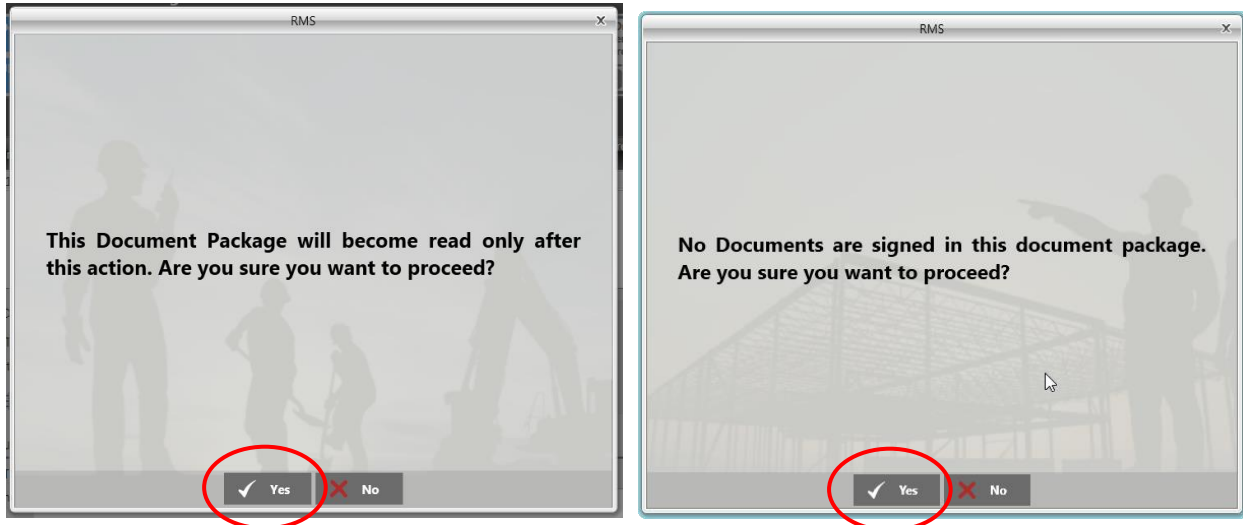 RMS
x
This Document Package will become read only after
this action. Are you sure you want to proceed?
Yes
No
RMS
x
No Documents are signed in this document package.
Are you sure you want to proceed?
Yes
No